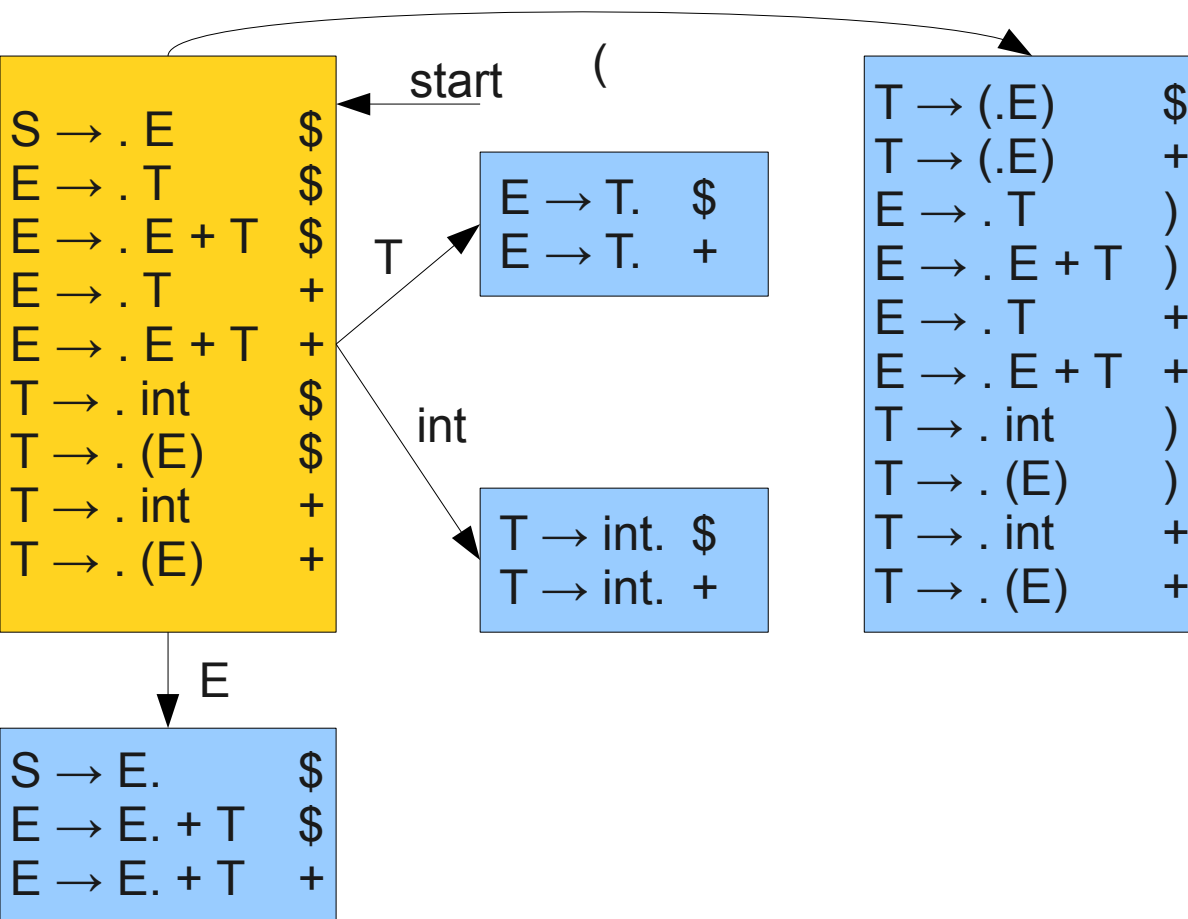 S → . E $
E → . T $
E → . E + T $
E → . T +
E → . E + T +
T → . int $
T → . (E) $
T → . int +
T → . (E) +
start
(
T
E → T. $
E → T. +
int
T → int. $
T → int. +
T → (.E) $
T → (.E) +
E → . T )
E → . E + T )
E → . T +
E → . E + T +
T → . int )
T → . (E) )
T → . int +
T → . (E) +
E
S → E. $
E → E. + T $
E → E. + T +